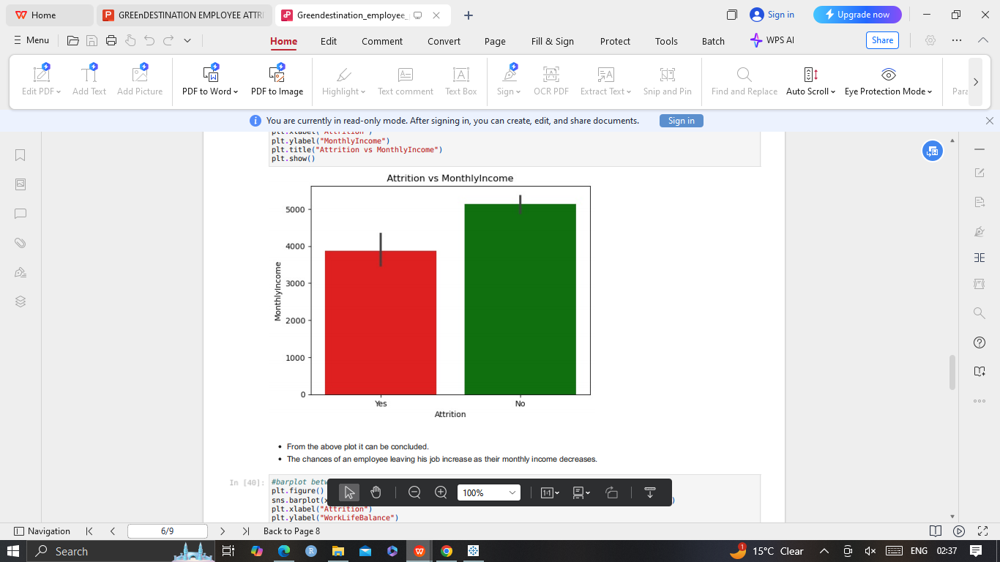 Home
GREEnDESTINATION EMPLOYEE ATTRI
Greendestination_employee_
Sign in
Upgrade now
Menu
Home
Edit
Comment
Convert
Page
Fill & Sign
Protect
Tools
Batch
WPS AI
Share
Edit PDF
Add Text
Add Picture
PDF to Word
PDF to Image
Highlight
Text comment
Text Box
Sign
OCR PDF
Extract Text
Snip and Pin
Find and Replace
Auto Scroll
Eye Protection Mode
Para
You are currently in read-only mode. After signing in, you can create, edit, and share documents.
Sign in
plt.xlabel("Attrition")
plt.ylabel("MonthlyIncome")
plt.title("Attrition vs MonthlyIncome")
plt.show()
Attrition vs MonthlyIncome
5000
4000
3000
2000
1000
0
MonthlyIncome
Yes
No
Attrition
• From the above plot it can be concluded.
• The chances of an employee leaving his job increase as their monthly income decreases.
In [40]:
#barplot betw
plt.figure()
sns.barplot(x
)
plt.xlabel("Attrition")
plt.ylabel("WorkLifeBalance")
100%
1:1
Navigation
6/9
Back to Page 8
Search
1
15°C Clear
ENG
02:37